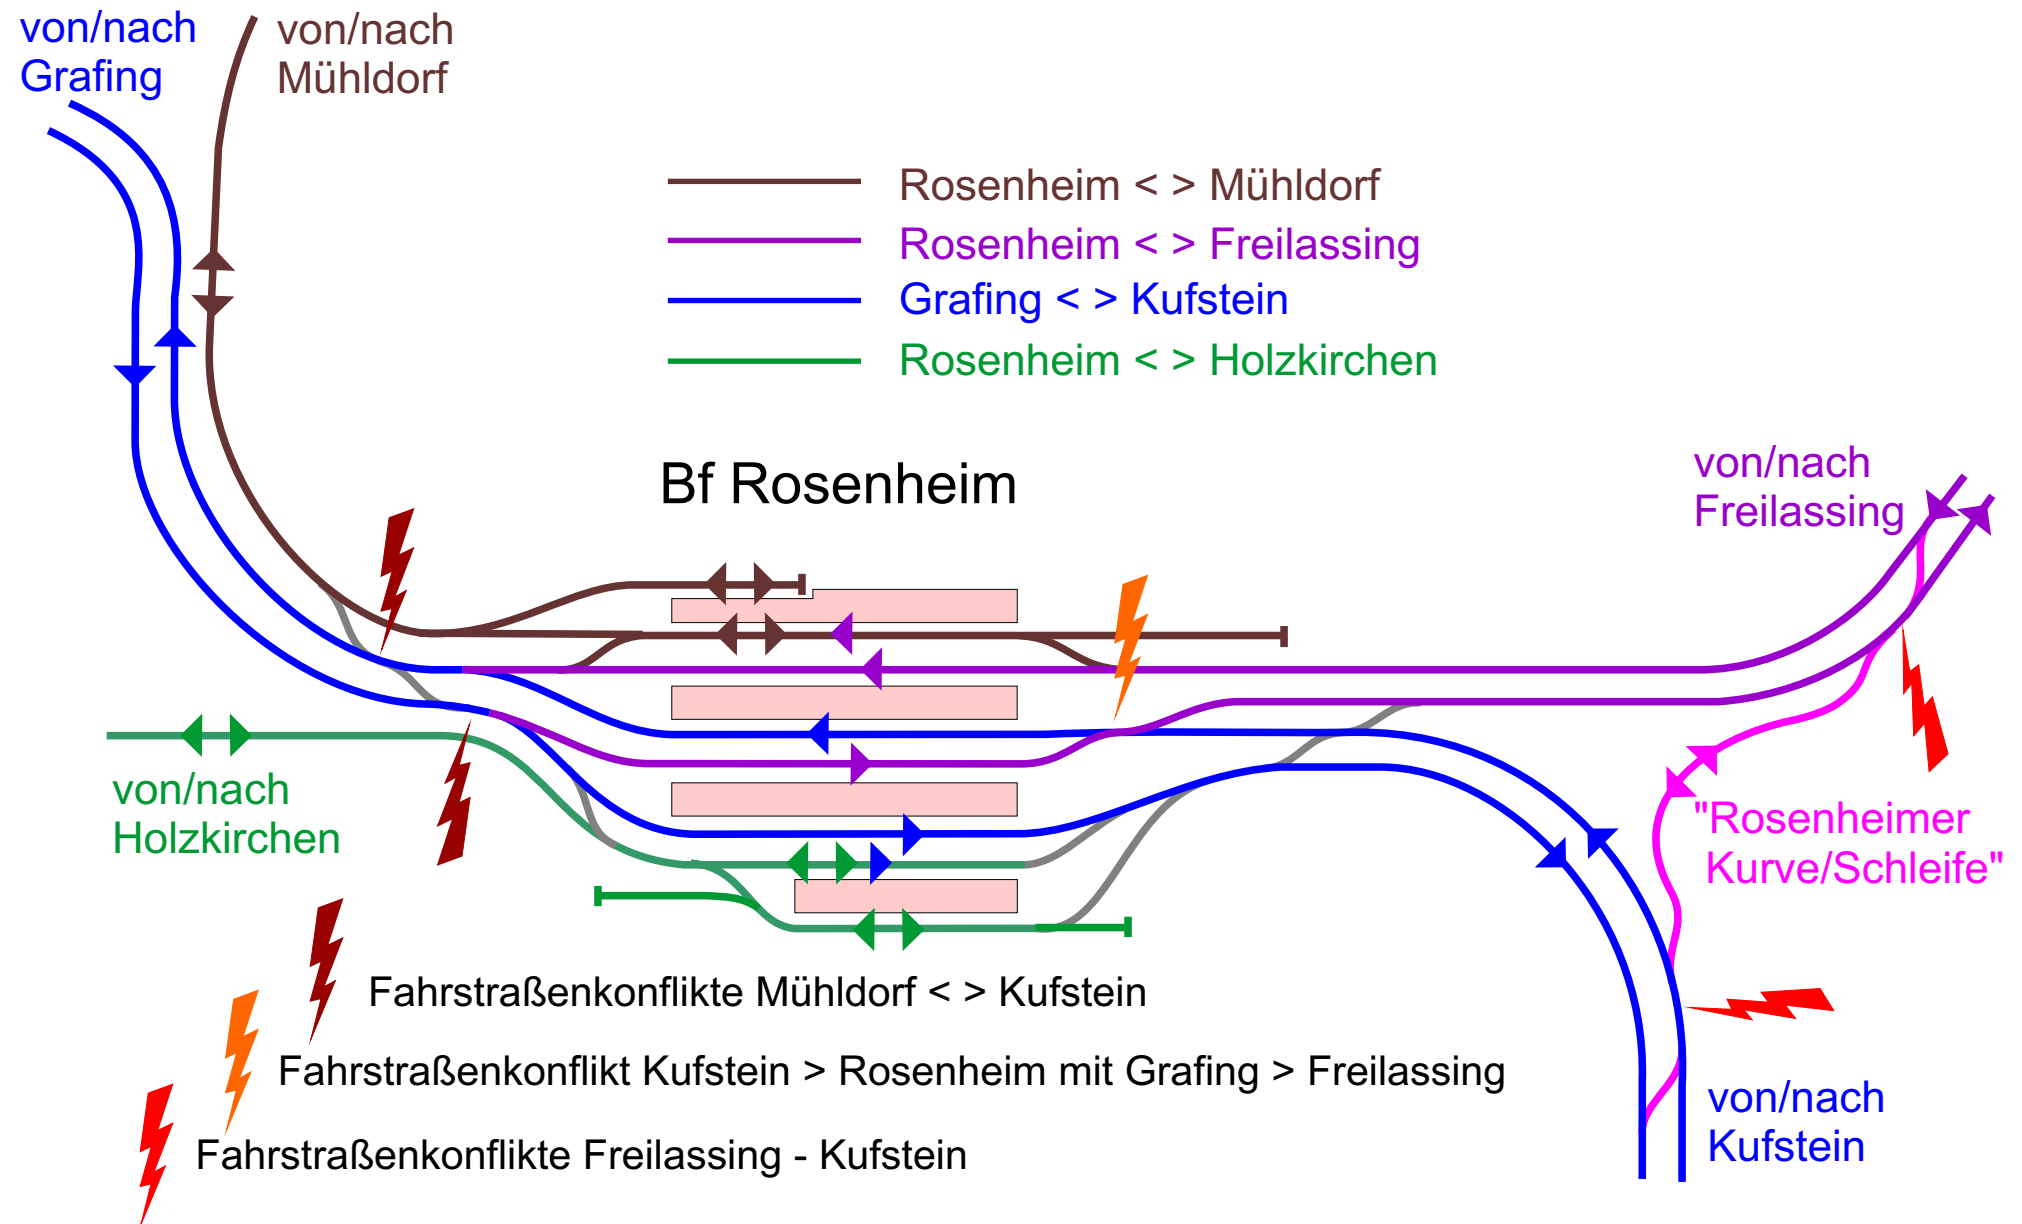 von/nach
Grafing
von/nach
Mühldorf
Rosenheim < > Mühldorf
Rosenheim < > Freilassing
Grafing < > Kufstein
Rosenheim < > Holzkirchen
Bf Rosenheim
von/nach
Freilassing
von/nach
Holzkirchen
"Rosenheimer
Kurve/Schleife"
Fahrstraßenkonflikte Mühldorf < > Kufstein
Fahrstraßenkonflikt Kufstein > Rosenheim mit Grafing > Freilassing
Fahrstraßenkonflikte Freilassing - Kufstein
von/nach
Kufstein